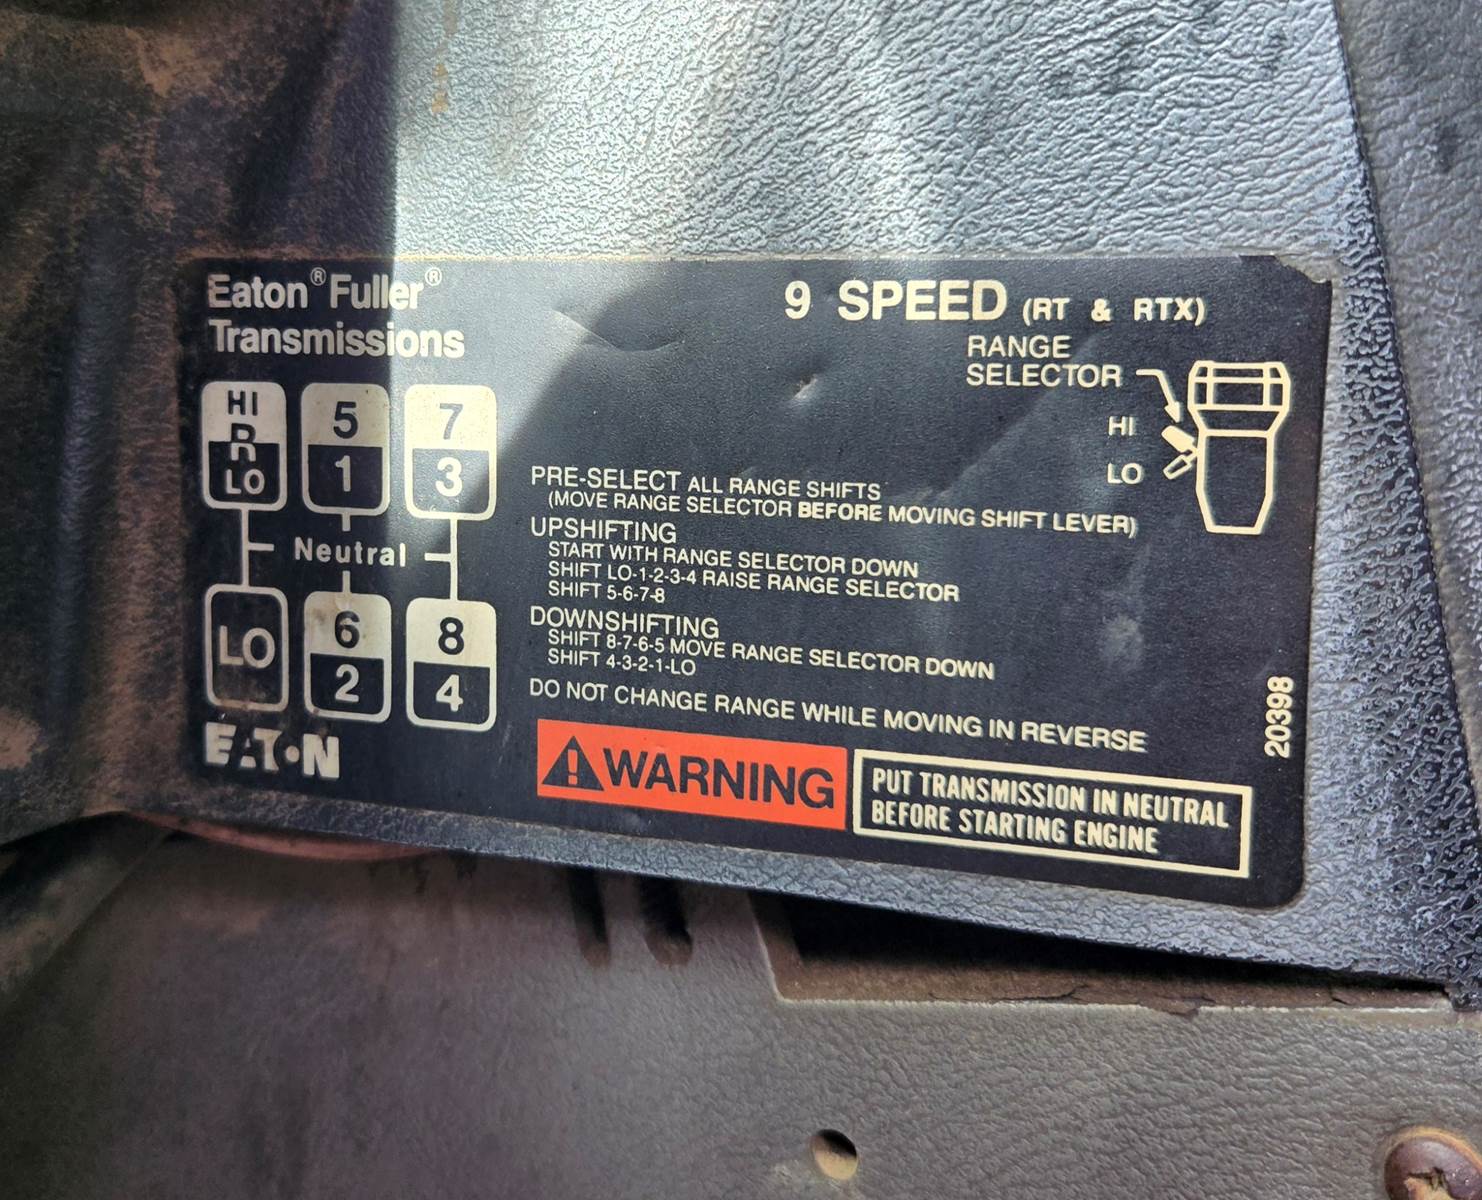 Eaton® Fuller®
Transmissions
9 SPEED (RT & RTX)
RANGE
SELECTOR
HI
LO
HI
R
LO
5
1
7
3
Neutral
LO
6
2
8
4
EATON
PRE-SELECT ALL RANGE SHIFTS
(MOVE RANGE SELECTOR BEFORE MOVING SHIFT LEVER)
UPSHIFTING
START WITH RANGE SELECTOR DOWN
SHIFT LO-1-2-3-4 RAISE RANGE SELECTOR
SHIFT 5-6-7-8
DOWNSHIFTING
SHIFT 8-7-6-5 MOVE RANGE SELECTOR DOWN
SHIFT 4-3-2-1-LO
DO NOT CHANGE RANGE WHILE MOVING IN REVERSE
WARNING
PUT TRANSMISSION IN NEUTRAL
BEFORE STARTING ENGINE
20398